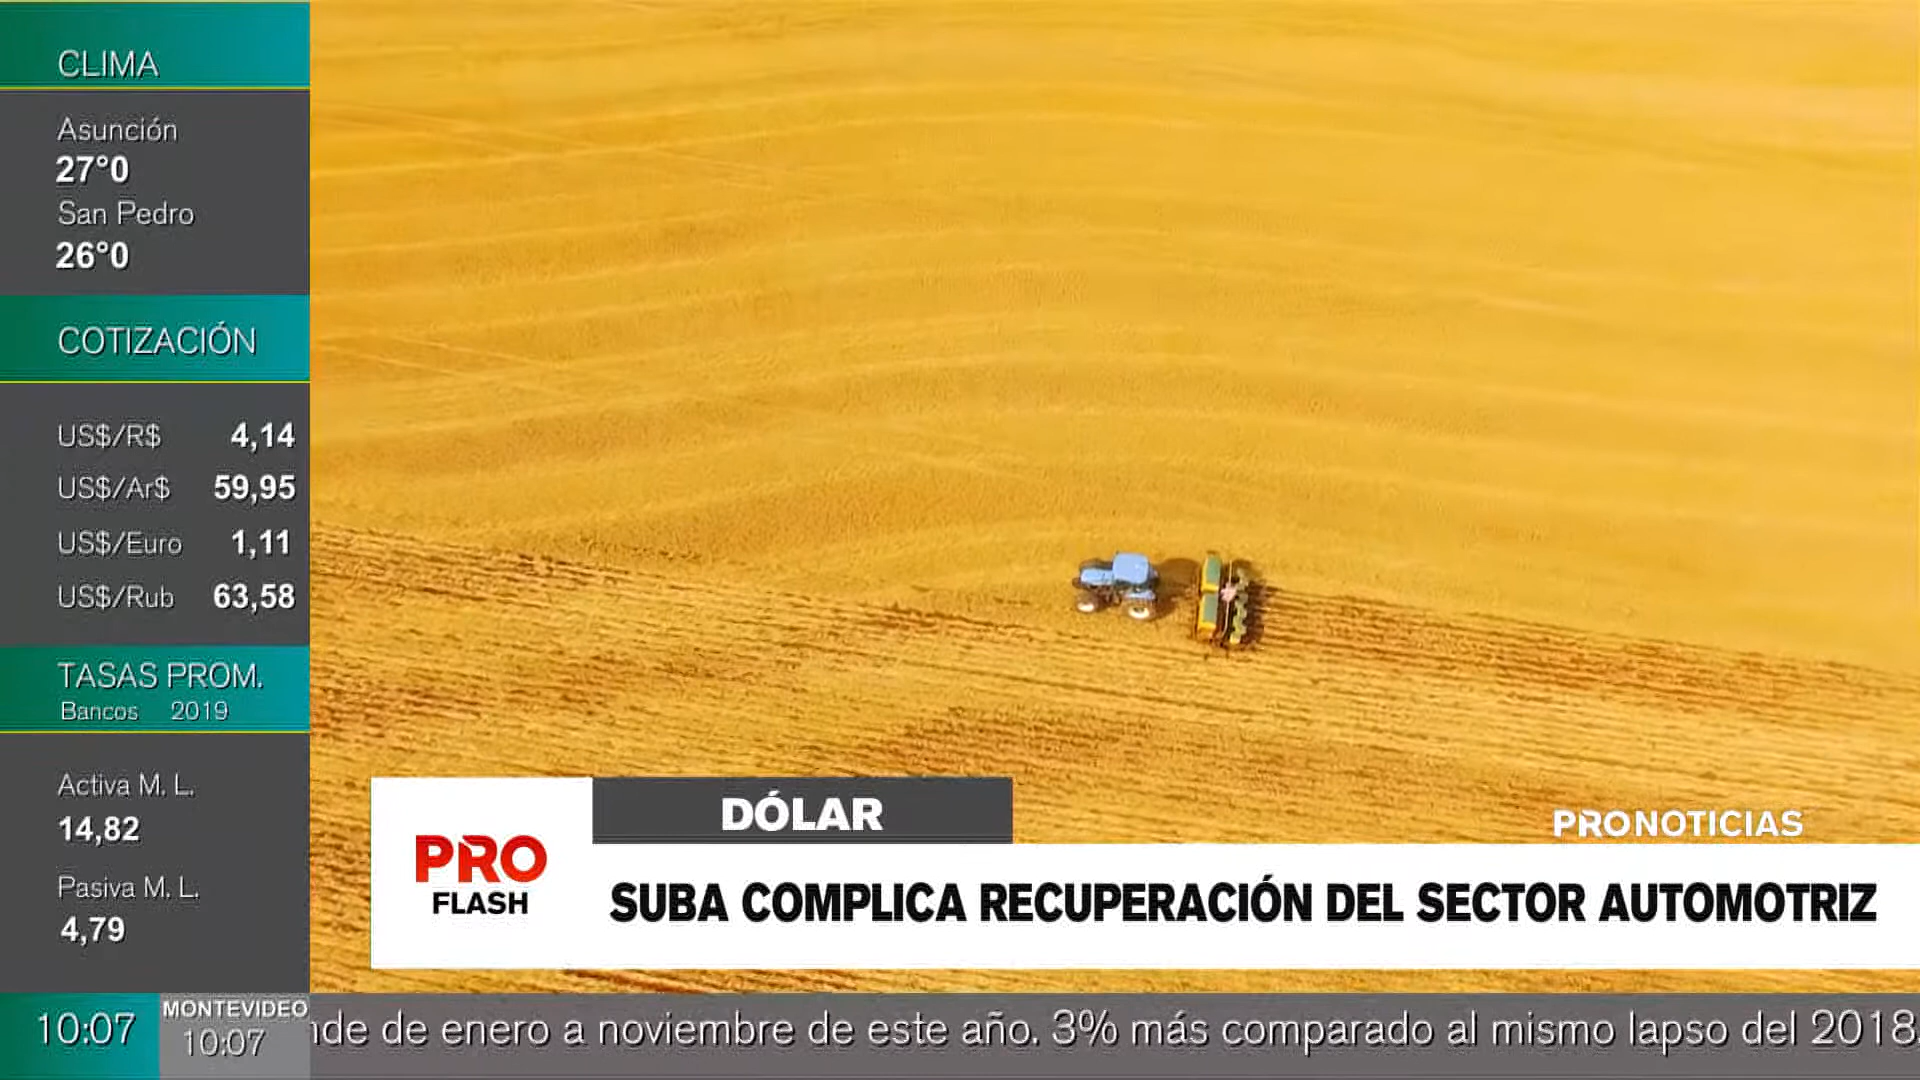 CLIMA
Asunción
27°0
San Pedro
26°0
COTIZACIÓN
US$/R$ 4,14
US$/Ar$ 59,95
US$/Euro 1,11
US$/Rub 63,58
TASAS PROM.
Bancos 2019
Activa M. L.
14,82
Pasiva M. L.
4,79
DÓLAR
PRONOTICIAS
PRO
FLASH
SUBA COMPLICA RECUPERACIÓN DEL SECTOR AUTOMOTRIZ
10:07
MONTEVIDEO
10:07
de enero a noviembre de este año. 3% más comparado al mismo lapso del 2018.